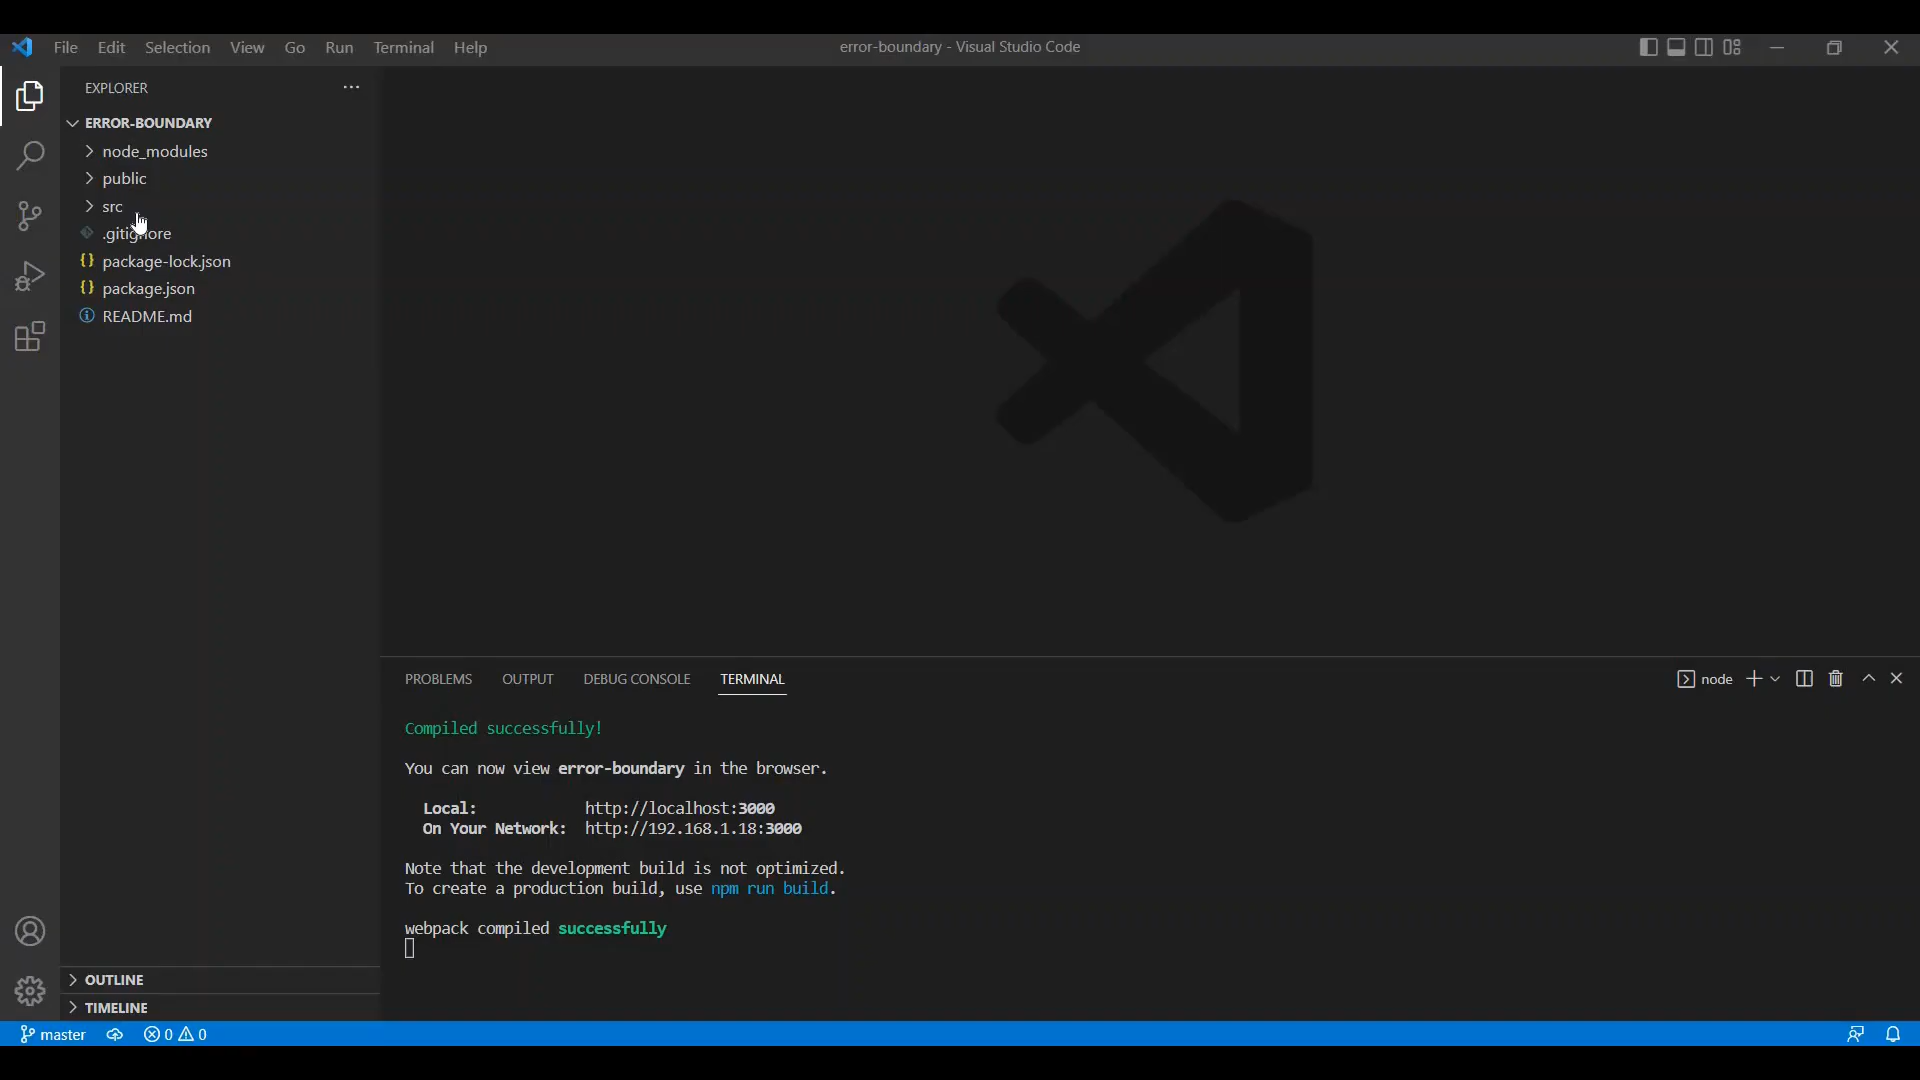 File Edit Selection View Go Run Terminal Help
error-boundary - Visual Studio Code
EXPLORER
ERROR-BOUNDARY
node_modules
public
src
.gitignore
package-lock.json
package.json
README.md
PROBLEMS OUTPUT DEBUG CONSOLE TERMINAL
node
Compiled successfully!
You can now view error-boundary in the browser.
Local: http://localhost:3000
On Your Network: http://192.168.1.18:3000
Note that the development build is not optimized.
To create a production build, use npm run build.
webpack compiled successfully
OUTLINE
TIMELINE
master 0 0